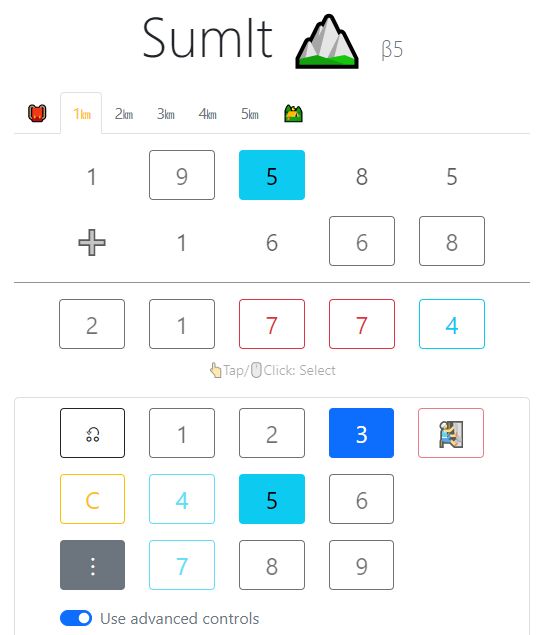 SumIt β5
1㎞ 2㎞ 3㎞ 4㎞ 5㎞
1 9 5 8 5
1 6 6 8
2 1 7 7 4
Tap/Click: Select
1 2 3
C 4 5 6
⋮ 7 8 9
Use advanced controls